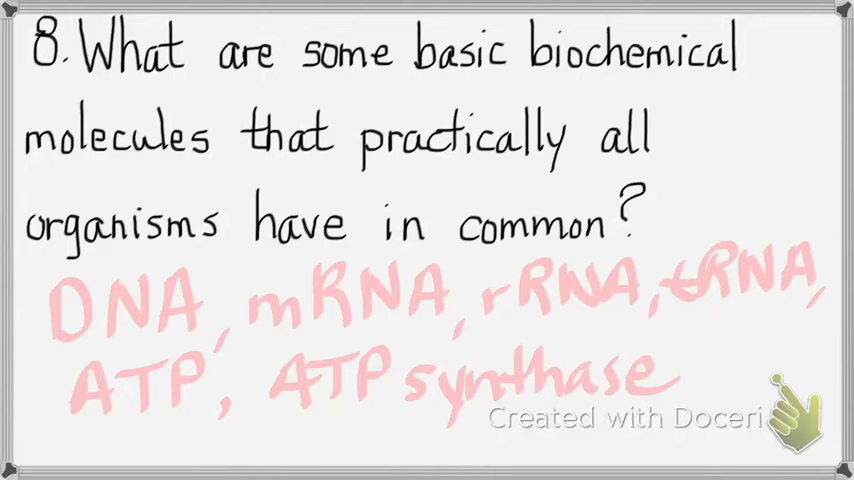 8. What are some basic biochemical
molecules that practically all
organisms have in common?
DNA, mRNA, rRNA, tRNA,
ATP, ATP synthase
Created with Doceri